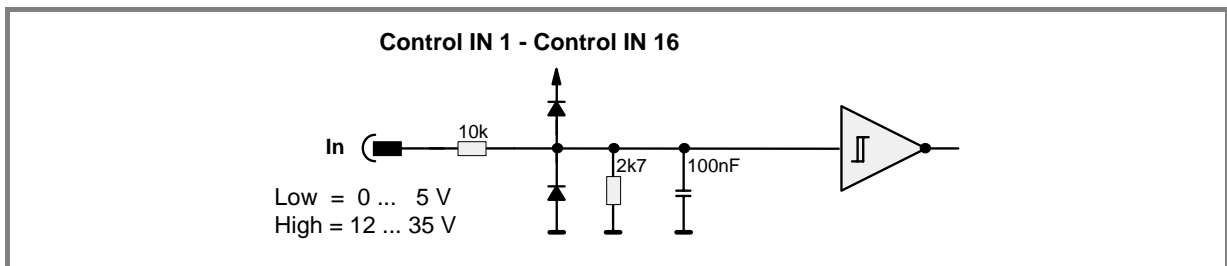 Control IN 1 - Control IN 16
In
10k
2k7
100nF
Low = 0 ... 5 V
High = 12 ... 35 V